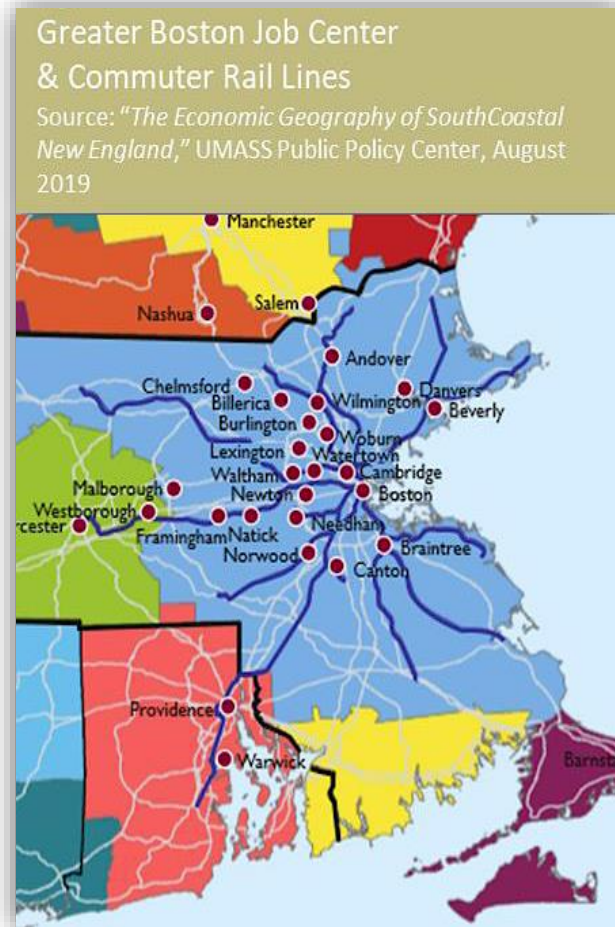 Greater Boston Job Center
& Commuter Rail Lines
Source: “The Economic Geography of SouthCoastal
New England,” UMASS Public Policy Center, August
2019
Manchester
Salem
Nashua
Andover
Chelmsford
Danvers
Billerica
Wilmington
Beverly
Burlington
Woburn
Lexington
Watertown
Waltham
Cambridge
Malborough
Newton
Boston
Westborough
rcester
Needham
Framingham
Natick
Braintree
Norwood
Canton
Providence
Warwick
Barnsb